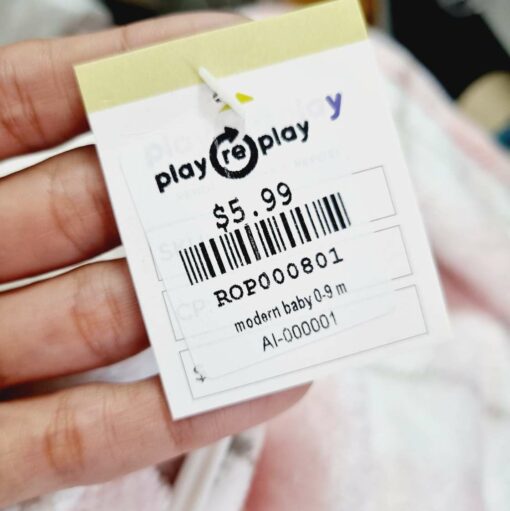 play re play
$5.99
ROP000801
modern baby 0-9 m
AI-000001
$